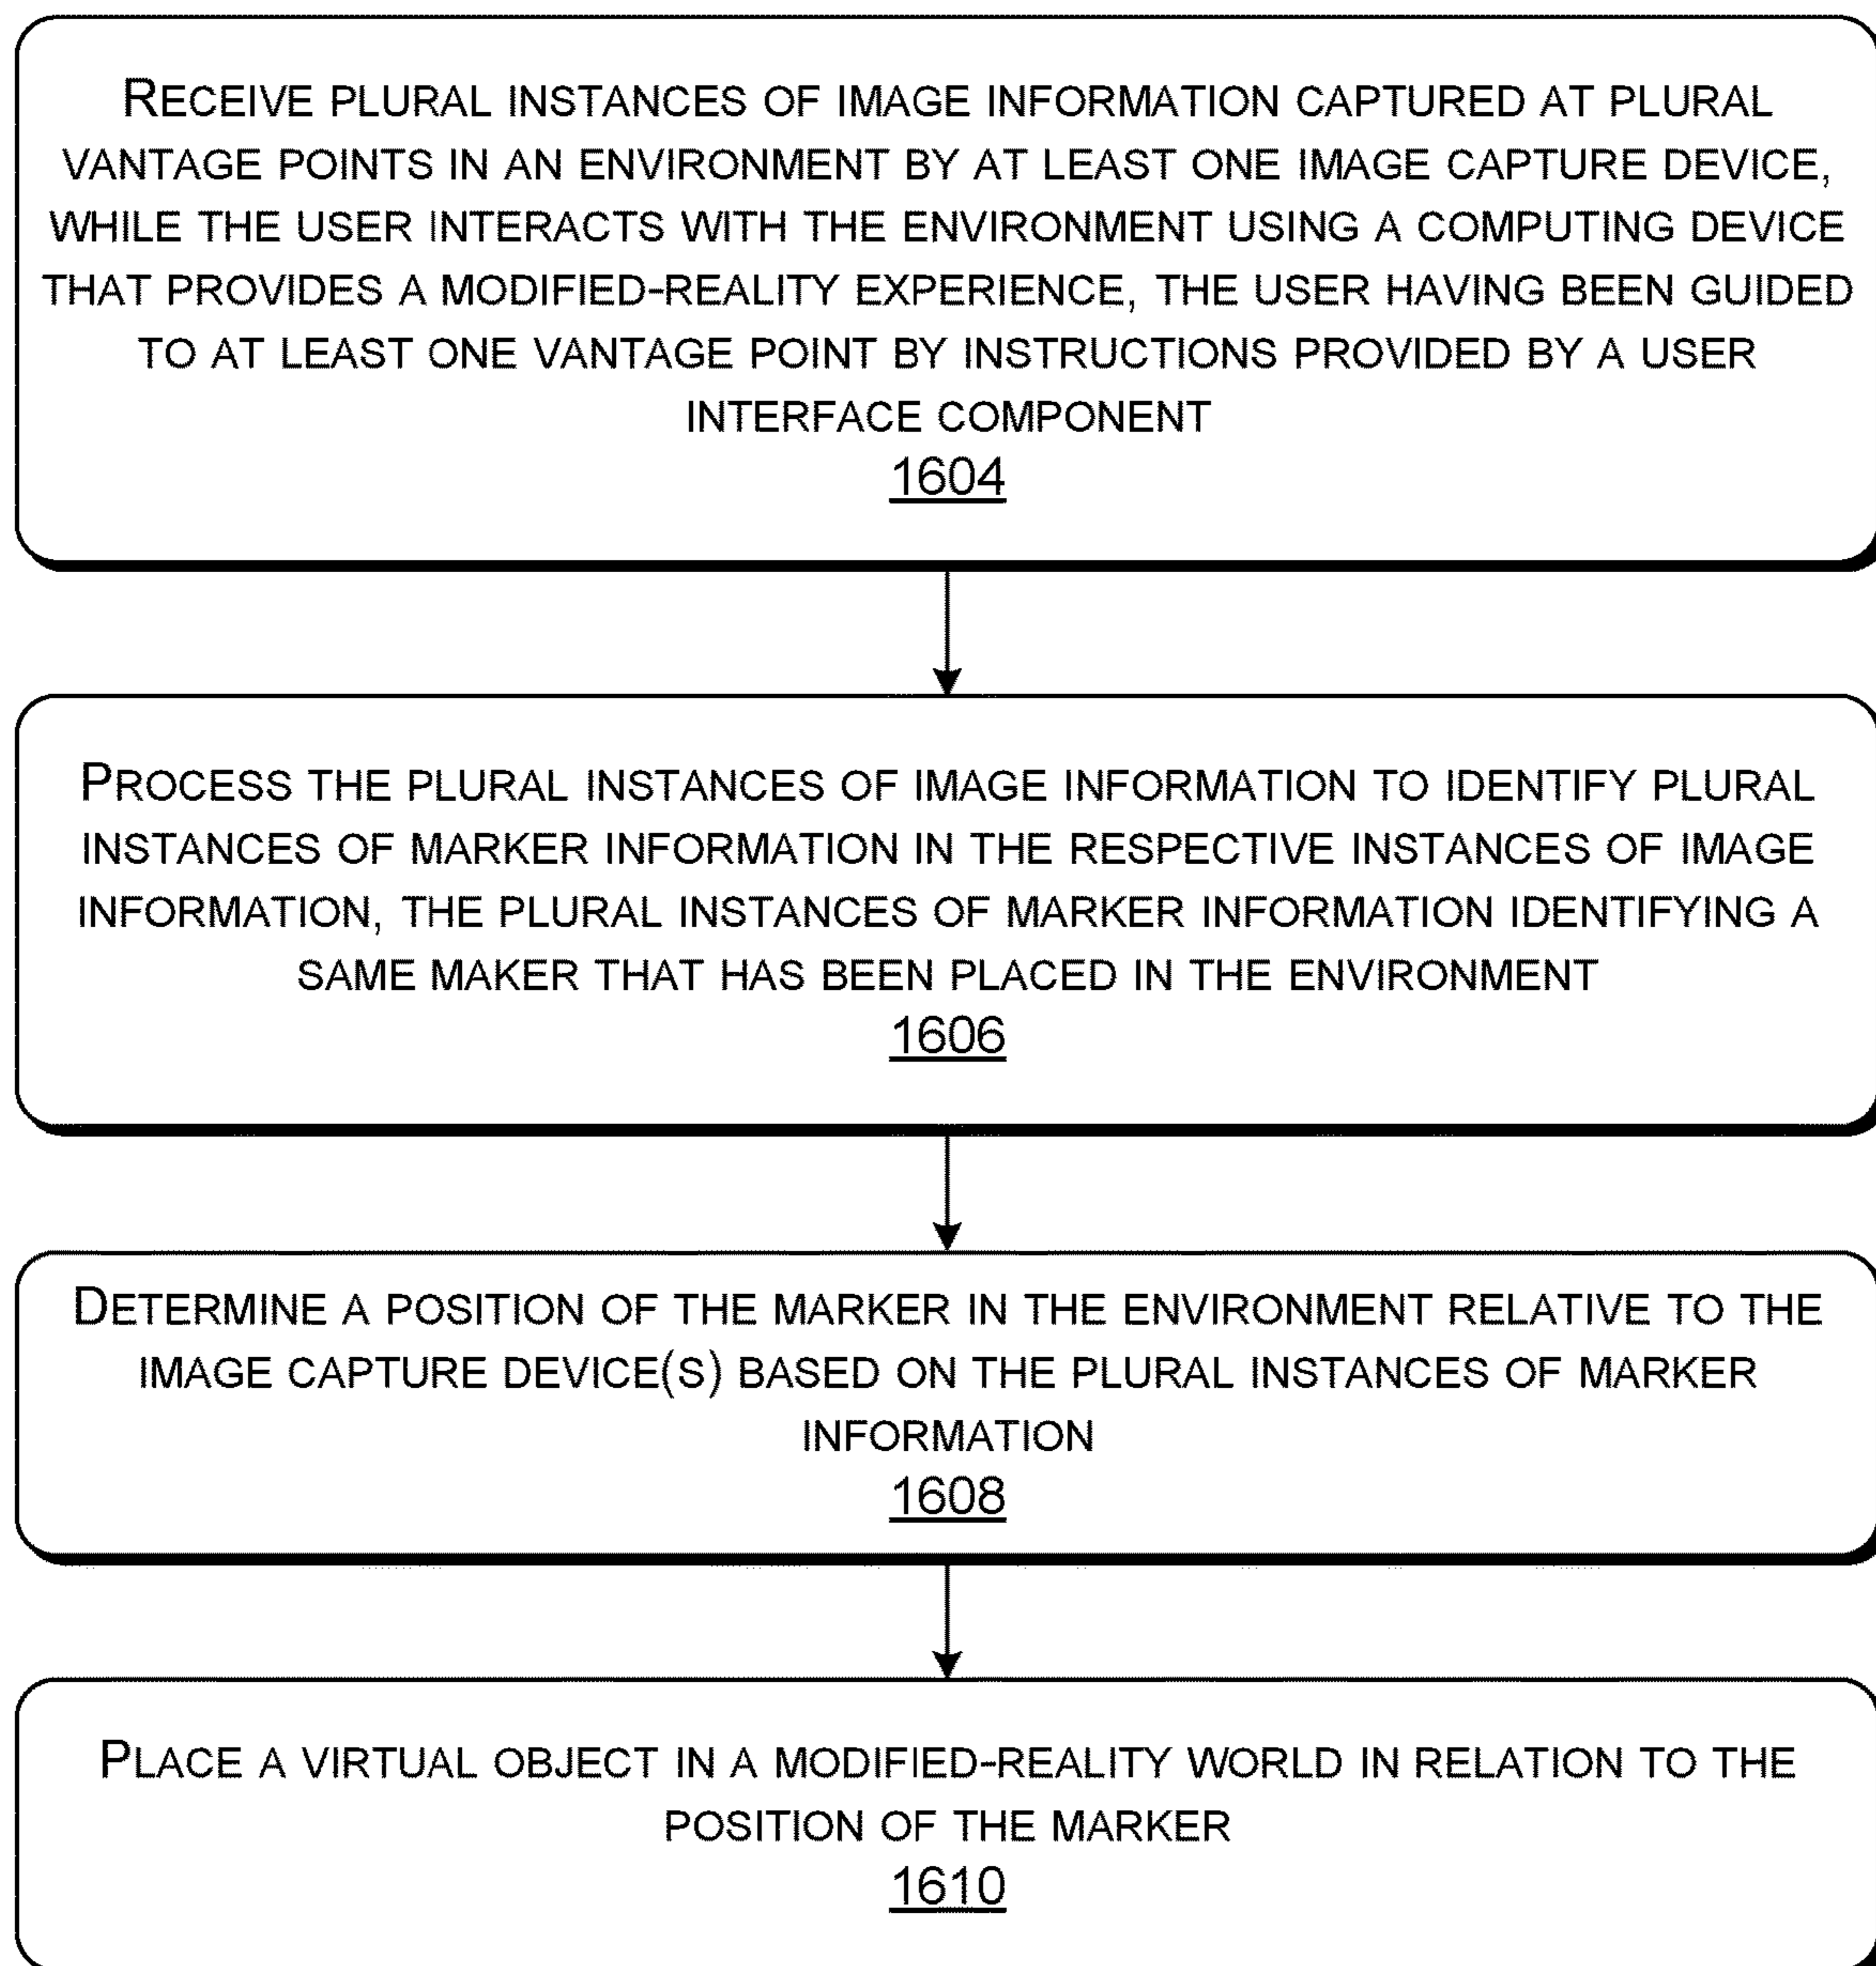 RECEIVE PLURAL INSTANCES OF IMAGE INFORMATION CAPTURED AT PLURAL
VANTAGE POINTS IN AN ENVIRONMENT BY AT LEAST ONE IMAGE CAPTURE DEVICE,
WHILE THE USER INTERACTS WITH THE ENVIRONMENT USING A COMPUTING DEVICE
THAT PROVIDES A MODIFIED-REALITY EXPERIENCE, THE USER HAVING BEEN GUIDED
TO AT LEAST ONE VANTAGE POINT BY INSTRUCTIONS PROVIDED BY A USER
INTERFACE COMPONENT
1604
PROCESS THE PLURAL INSTANCES OF IMAGE INFORMATION TO IDENTIFY PLURAL
INSTANCES OF MARKER INFORMATION IN THE RESPECTIVE INSTANCES OF IMAGE
INFORMATION, THE PLURAL INSTANCES OF MARKER INFORMATION IDENTIFYING A
SAME MAKER THAT HAS BEEN PLACED IN THE ENVIRONMENT
1606
DETERMINE A POSITION OF THE MARKER IN THE ENVIRONMENT RELATIVE TO THE
IMAGE CAPTURE DEVICE(S) BASED ON THE PLURAL INSTANCES OF MARKER
INFORMATION
1608
PLACE A VIRTUAL OBJECT IN A MODIFIED-REALITY WORLD IN RELATION TO THE
POSITION OF THE MARKER
1610